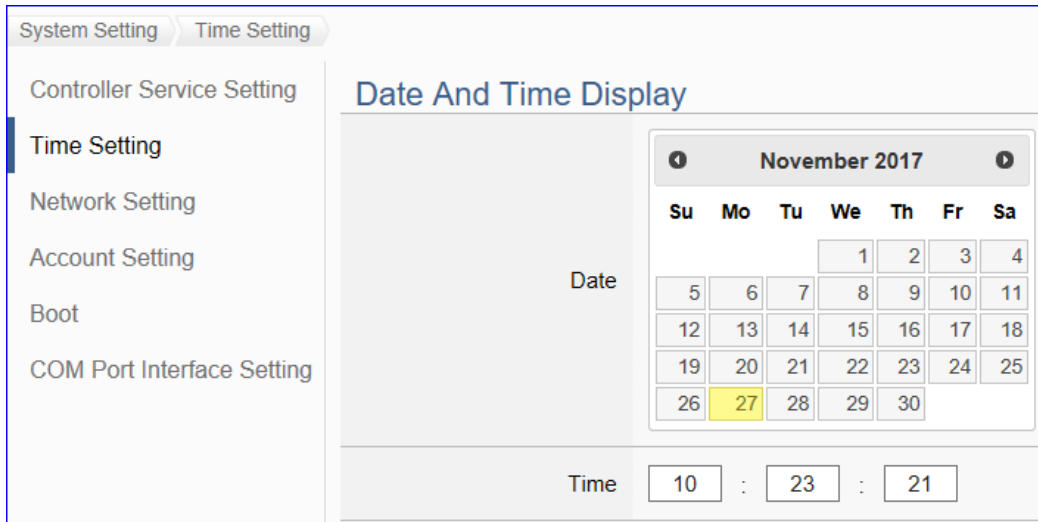 System Setting Time Setting
Controller Service Setting
Time Setting
Network Setting
Account Setting
Boot
COM Port Interface Setting
Date And Time Display
Date
November 2017
Su Mo Tu We Th Fr Sa
1 2 3 4
5 6 7 8 9 10 11
12 13 14 15 16 17 18
19 20 21 22 23 24 25
26 27 28 29 30
Time 10 : 23 : 21